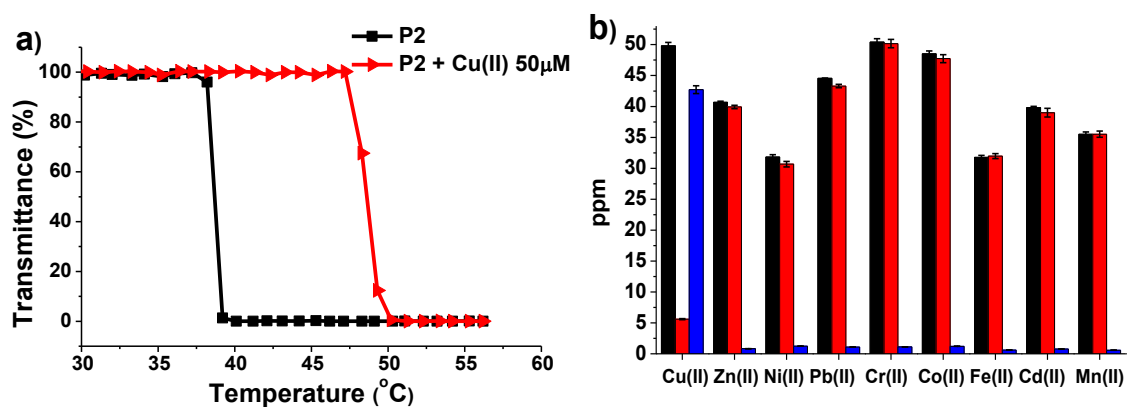 a)
P2
P2 + Cu(II) 50μM
Transmittance (%)
100
80
60
40
20
0
30 35 40 45 50 55 60
Temperature (°C)
b)
ppm
50
45
40
35
30
25
20
15
10
5
0
Cu(II) Zn(II) Ni(II) Pb(II) Cr(II) Co(II) Fe(II) Cd(II) Mn(II)